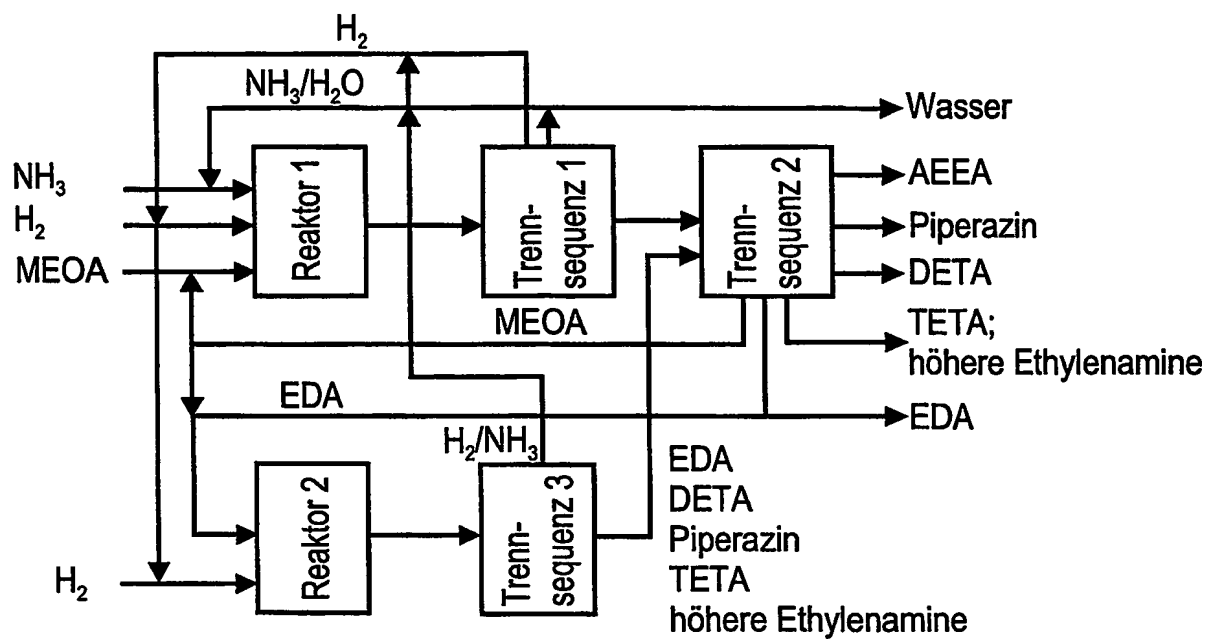 H₂
NH₃/H₂O
Wasser
NH₃
H₂
MEOA
Reaktor 1
Trenn-
sequenz 1
Trenn-
sequenz 2
AEEA
Piperazin
DETA
MEOA
TETA;
höhere Ethylenamine
EDA
EDA
H₂/NH₃
H₂
Reaktor 2
Trenn-
sequenz 3
EDA
DETA
Piperazin
TETA
höhere Ethylenamine